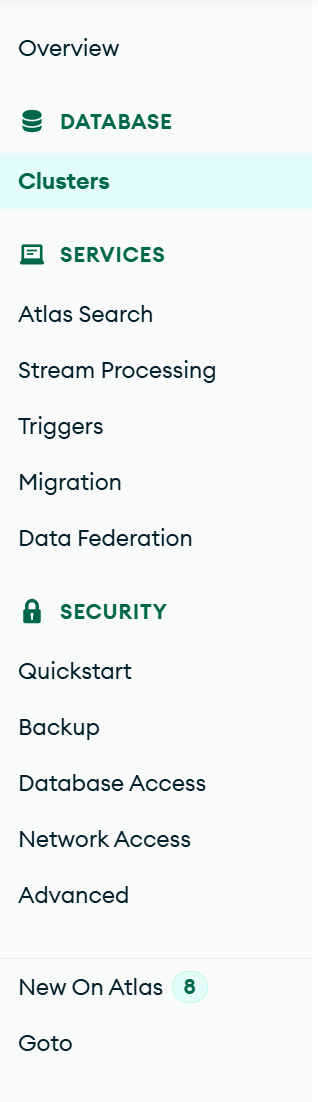 Overview
DATABASE
Clusters
SERVICES
Atlas Search
Stream Processing
Triggers
Migration
Data Federation
SECURITY
Quickstart
Backup
Database Access
Network Access
Advanced
New On Atlas 8
Goto